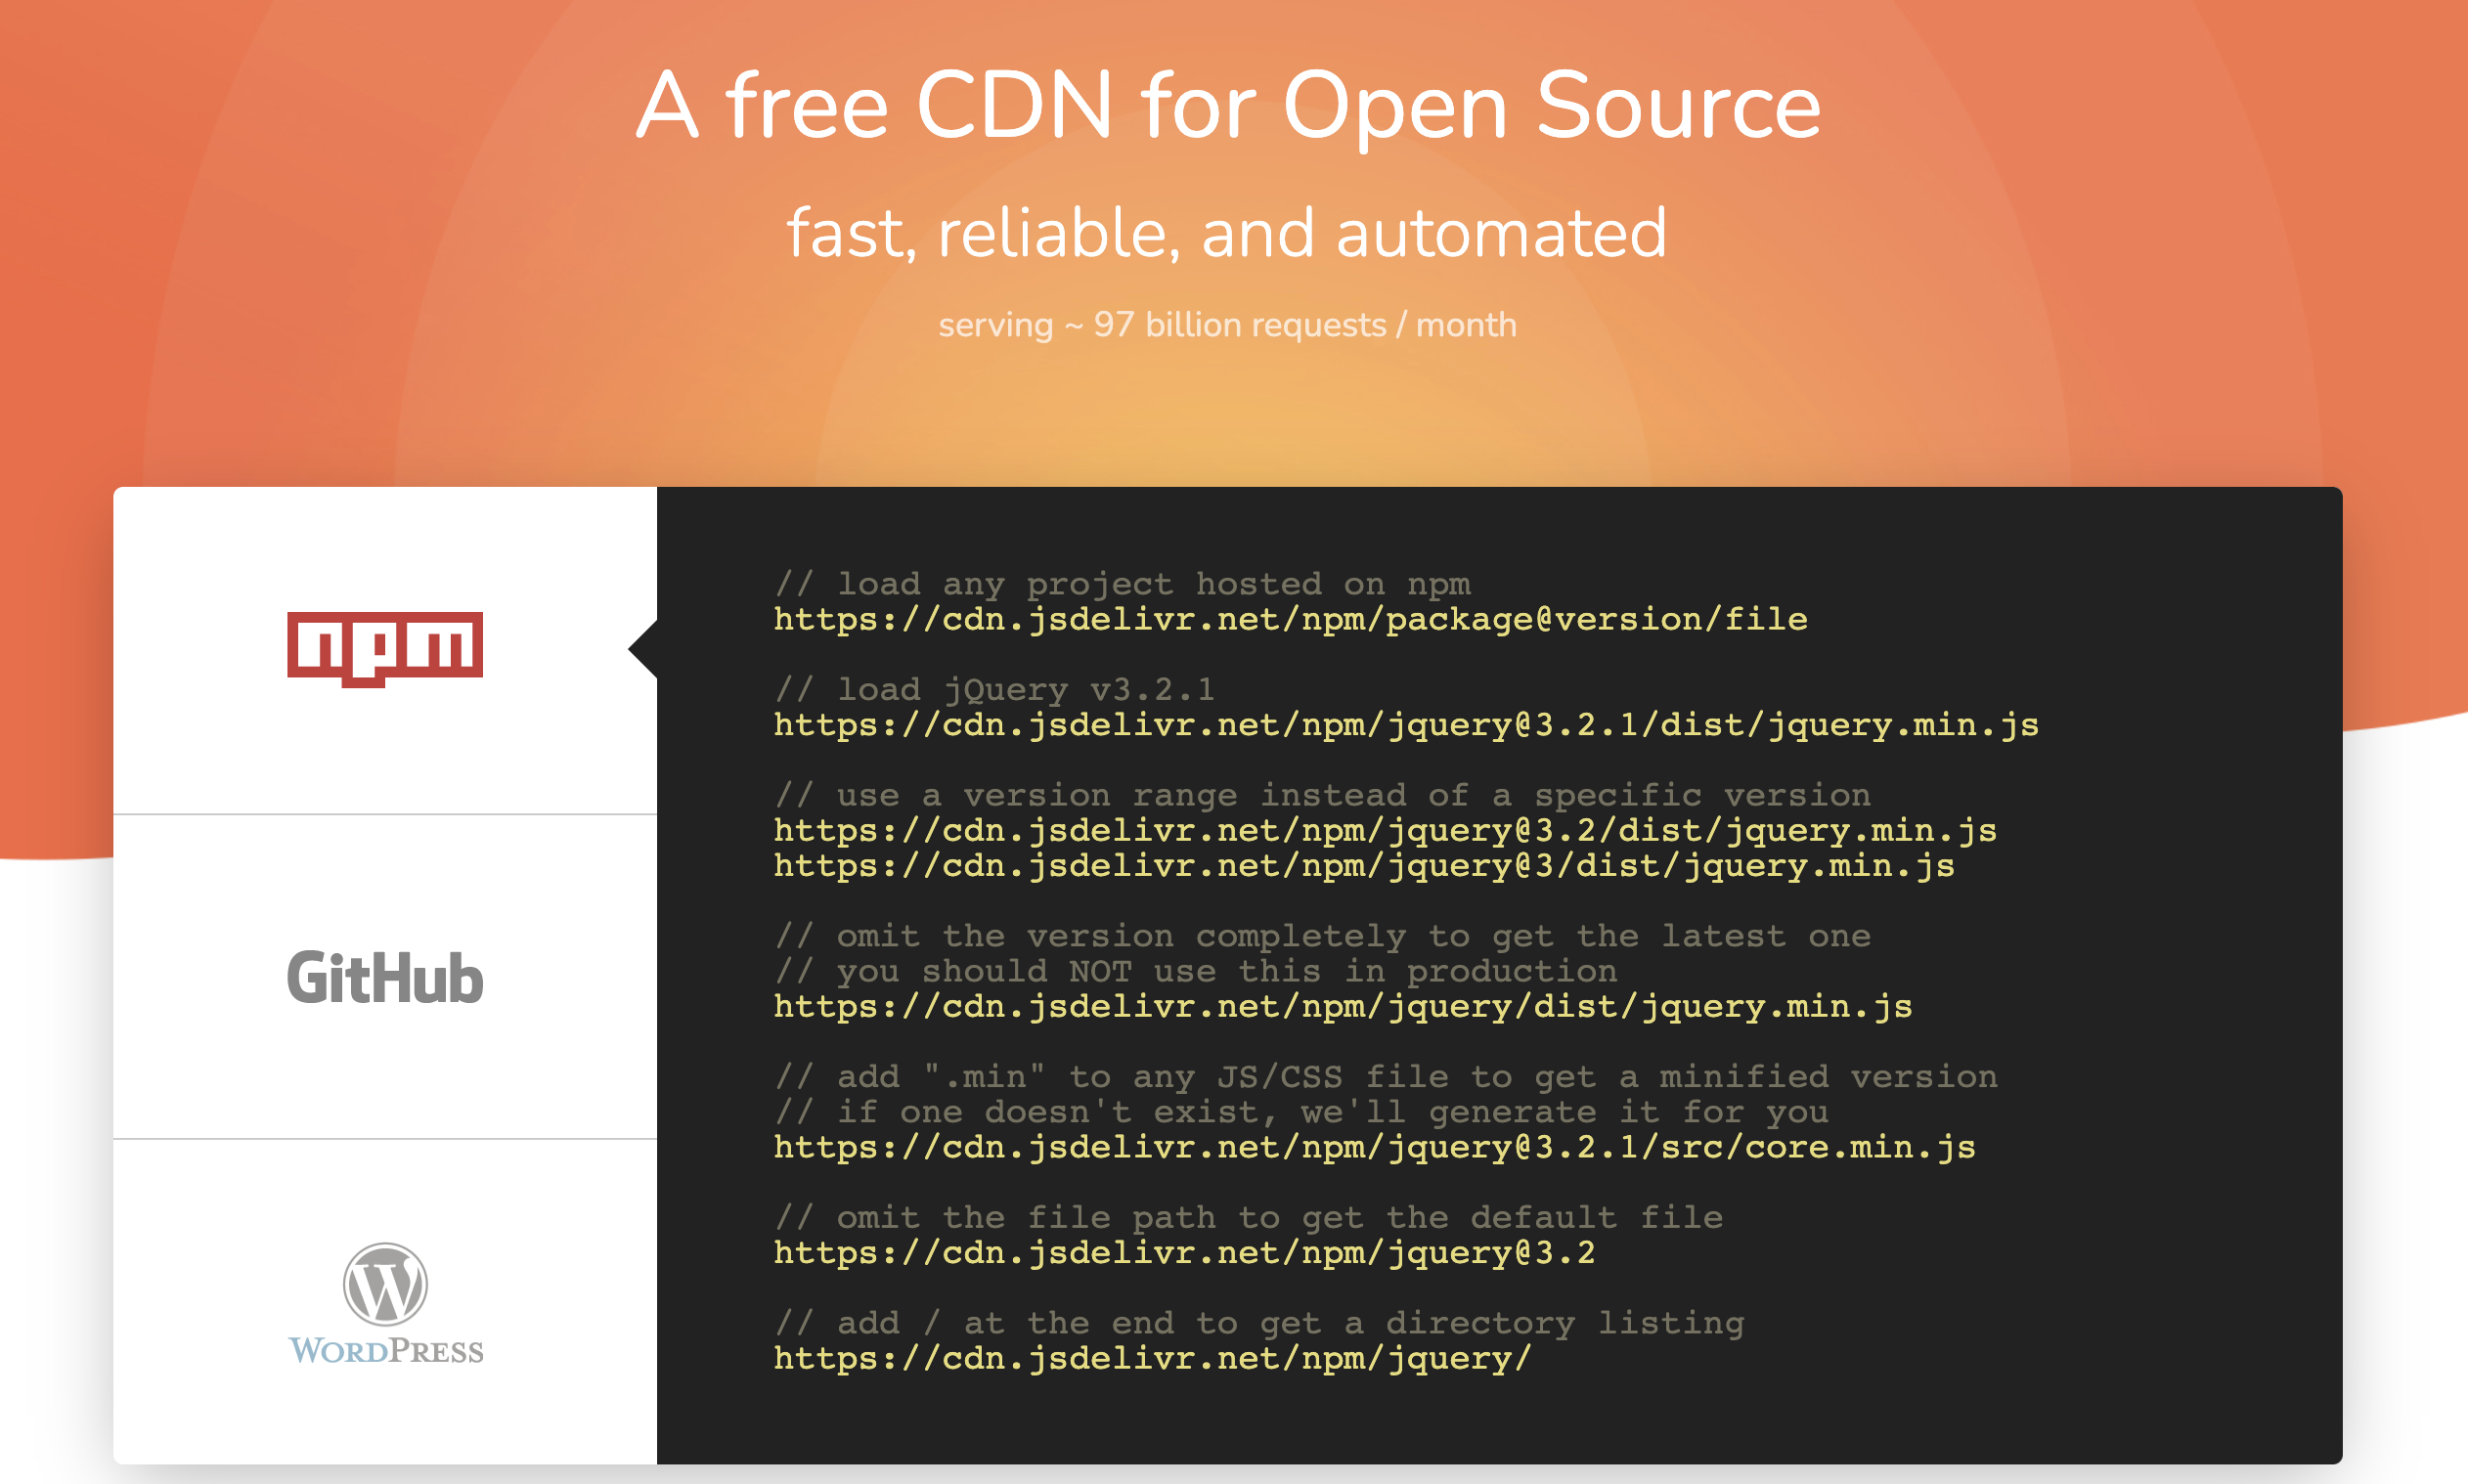 A free CDN for Open Source
fast, reliable, and automated
serving ~ 97 billion requests / month
npm
GitHub
WORDPRESS
// load any project hosted on npm
https://cdn.jsdelivr.net/npm/package@version/file
// load jQuery v3.2.1
https://cdn.jsdelivr.net/npm/jquery@3.2.1/dist/jquery.min.js
// use a version range instead of a specific version
https://cdn.jsdelivr.net/npm/jquery@3.2/dist/jquery.min.js
https://cdn.jsdelivr.net/npm/jquery@3/dist/jquery.min.js
// omit the version completely to get the latest one
// you should NOT use this in production
https://cdn.jsdelivr.net/npm/jquery/dist/jquery.min.js
// add ".min" to any JS/CSS file to get a minified version
// if one doesn't exist, we'll generate it for you
https://cdn.jsdelivr.net/npm/jquery@3.2.1/src/core.min.js
// omit the file path to get the default file
https://cdn.jsdelivr.net/npm/jquery@3.2
// add / at the end to get a directory listing
https://cdn.jsdelivr.net/npm/jquery/